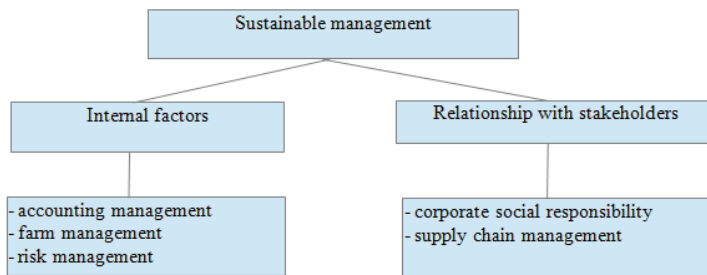 Sustainable management
Internal factors
Relationship with stakeholders
- accounting management
- farm management
- risk management
- corporate social responsibility
- supply chain management